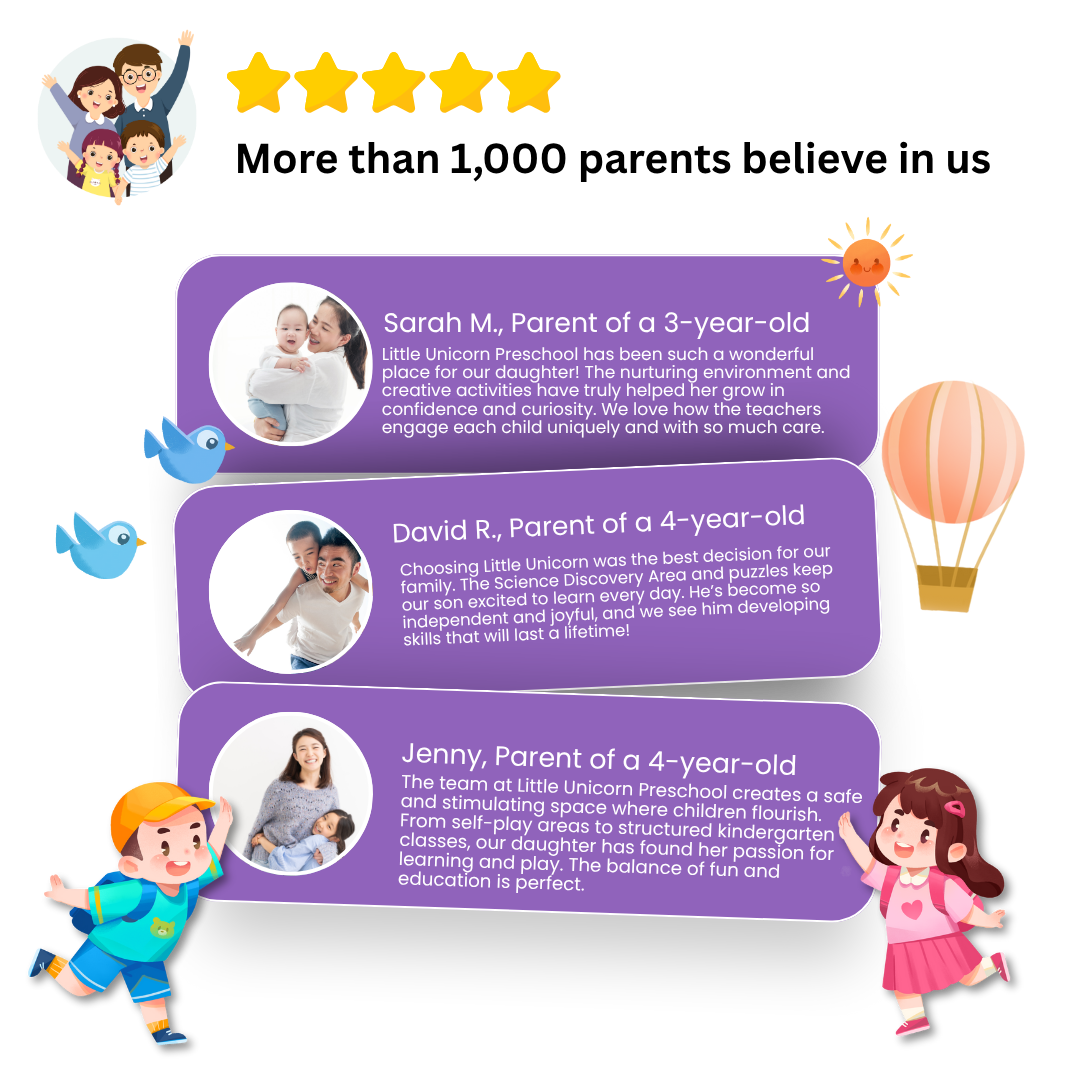 More than 1,000 parents believe in us
Sarah M., Parent of a 3-year-old
Little Unicorn Preschool has been such a wonderful
place for our daughter! The nurturing environment and
creative activities have truly helped her grow in
confidence and curiosity. We love how the teachers
engage each child uniquely and with so much care.
David R., Parent of a 4-year-old
Choosing Little Unicorn was the best decision for our
family. The Science Discovery Area and puzzles keep
our son excited to learn every day. He's become so
independent and joyful, and we see him developing
skills that will last a lifetime!
Jenny, Parent of a 4-year-old
The team at Little Unicorn Preschool creates a safe
and stimulating space where children flourish.
From self-play areas to structured kindergarten
classes, our daughter has found her passion for
learning and play. The balance of fun and
education is perfect.